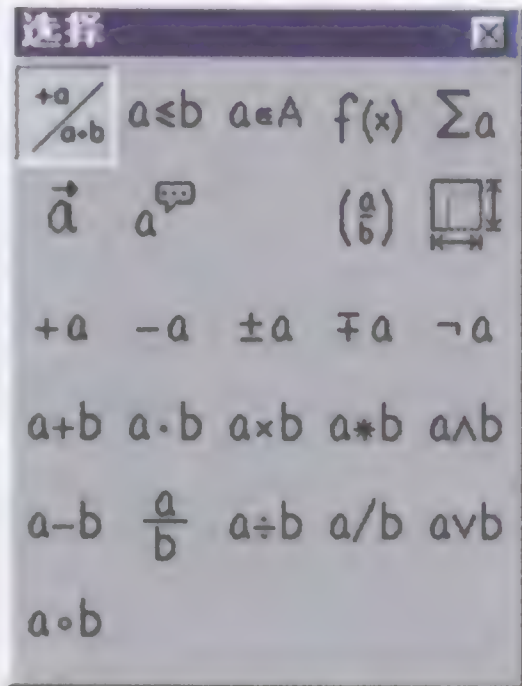 选择
+a/a∘b a≤b a∈A f(x) Σa
a⃗ a (a/b)
+a −a ±a ∓a ¬a
a+b a·b a×b a*b a∧b
a−b a/b a÷b a/b a∨b
a∘b